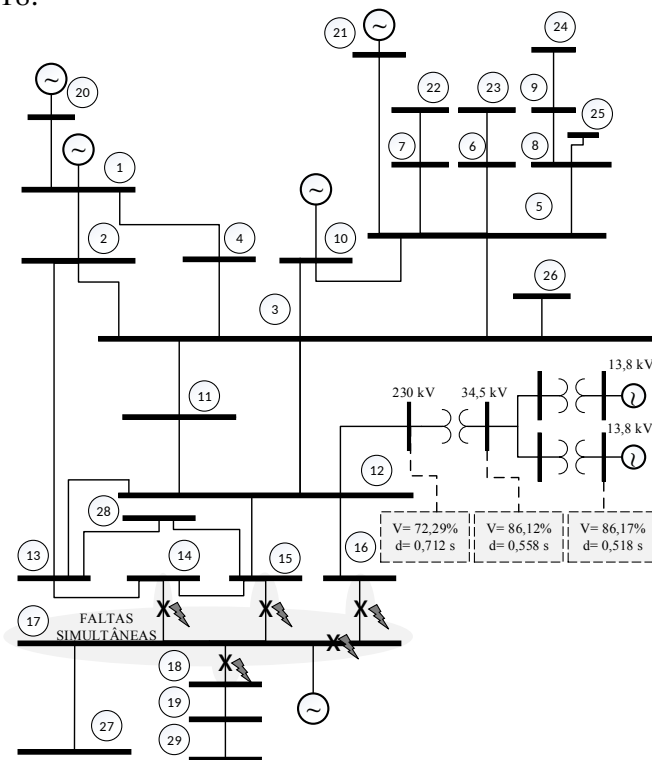 18.
21
24
20
22
23
9
25
1
7
6
8
5
2
4
10
26
3
13,8 kV
230 kV
34,5 kV
11
13,8 kV
12
28
V= 72,29%
d= 0,712 s
V= 86,12%
d= 0,558 s
V= 86,17%
d= 0,518 s
13
14
15
16
17
FALTAS
SIMULTÂNEAS
X
X
X
X
X
18
19
27
29